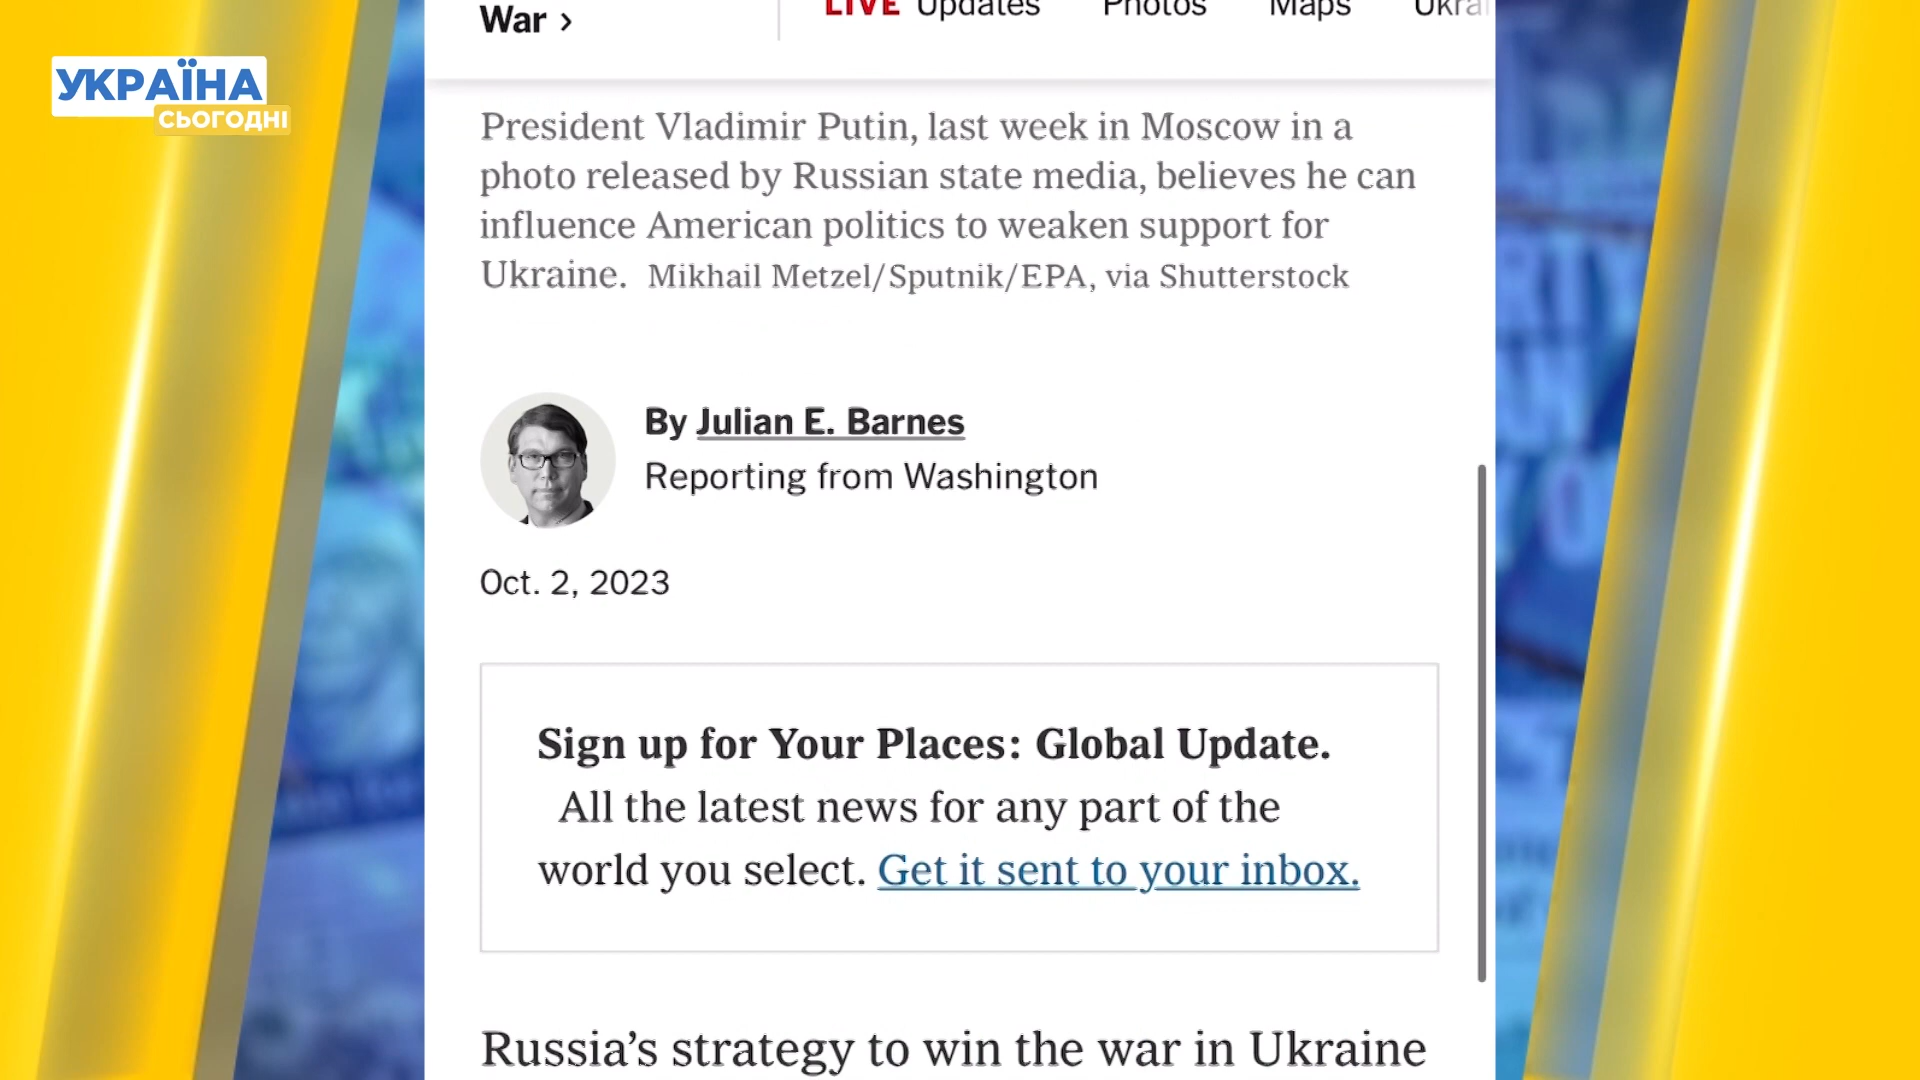 War >
LIVE Updates Photos Maps
УКРАЇНА
СЬОГОДНІ
President Vladimir Putin, last week in Moscow in a
photo released by Russian state media, believes he can
influence American politics to weaken support for
Ukraine. Mikhail Metzel/Sputnik/EPA, via Shutterstock
By Julian E. Barnes
Reporting from Washington
Oct. 2, 2023
Sign up for Your Places: Global Update.
All the latest news for any part of the
world you select. Get it sent to your inbox.
Russia’s strategy to win the war in Ukraine